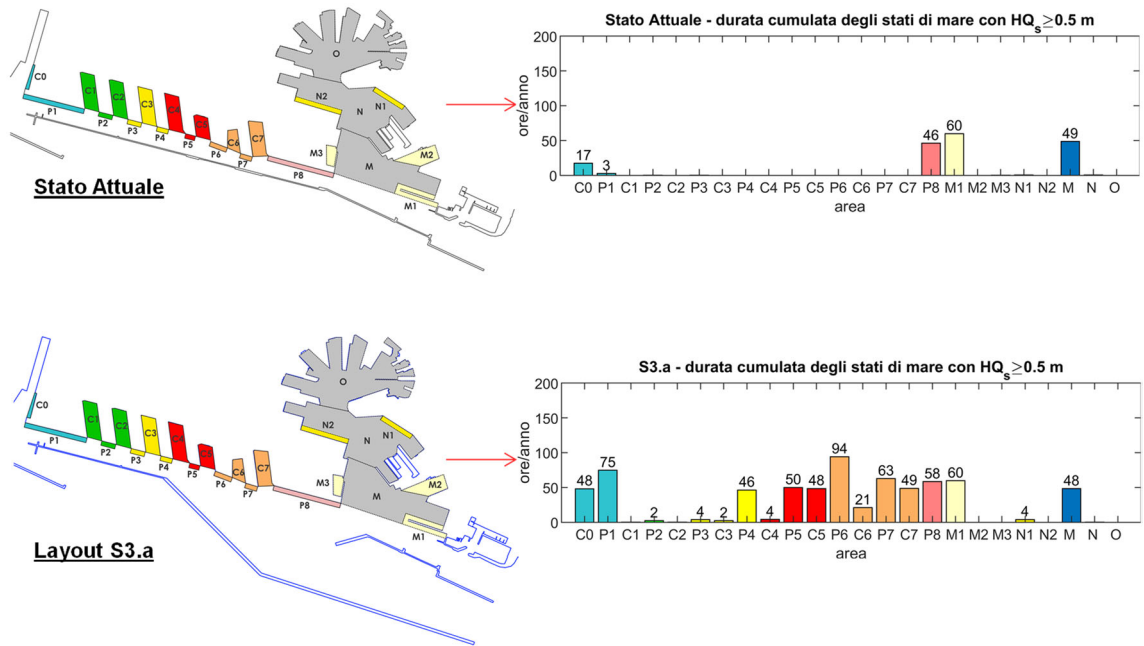 C0
P1
C1
P2
C2
P3
C3
P4
C4
P5
C5
P6
C6
P7
C7
P8
M3
M
M2
M1
N2
N
N1
O
Stato Attuale
Stato Attuale - durata cumulata degli stati di mare con HQs≥0.5 m
200
150
100
50
0
ore/anno
17 3 46 60 49
C0 P1 C1 P2 C2 P3 C3 P4 C4 P5 C5 P6 C6 P7 C7 P8 M1 M2 M3 N1 N2 M N O
area
C0
P1
C1
P2
C2
P3
C3
P4
C4
P5
C5
P6
C6
P7
C7
P8
M3
M
M2
M1
N2
N
N1
O
Layout S3.a
S3.a - durata cumulata degli stati di mare con HQs≥0.5 m
200
150
100
50
0
ore/anno
48 75 2 4 2 46 4 50 48 94 21 63 49 58 60 4 48
C0 P1 C1 P2 C2 P3 C3 P4 C4 P5 C5 P6 C6 P7 C7 P8 M1 M2 M3 N1 N2 M N O
area